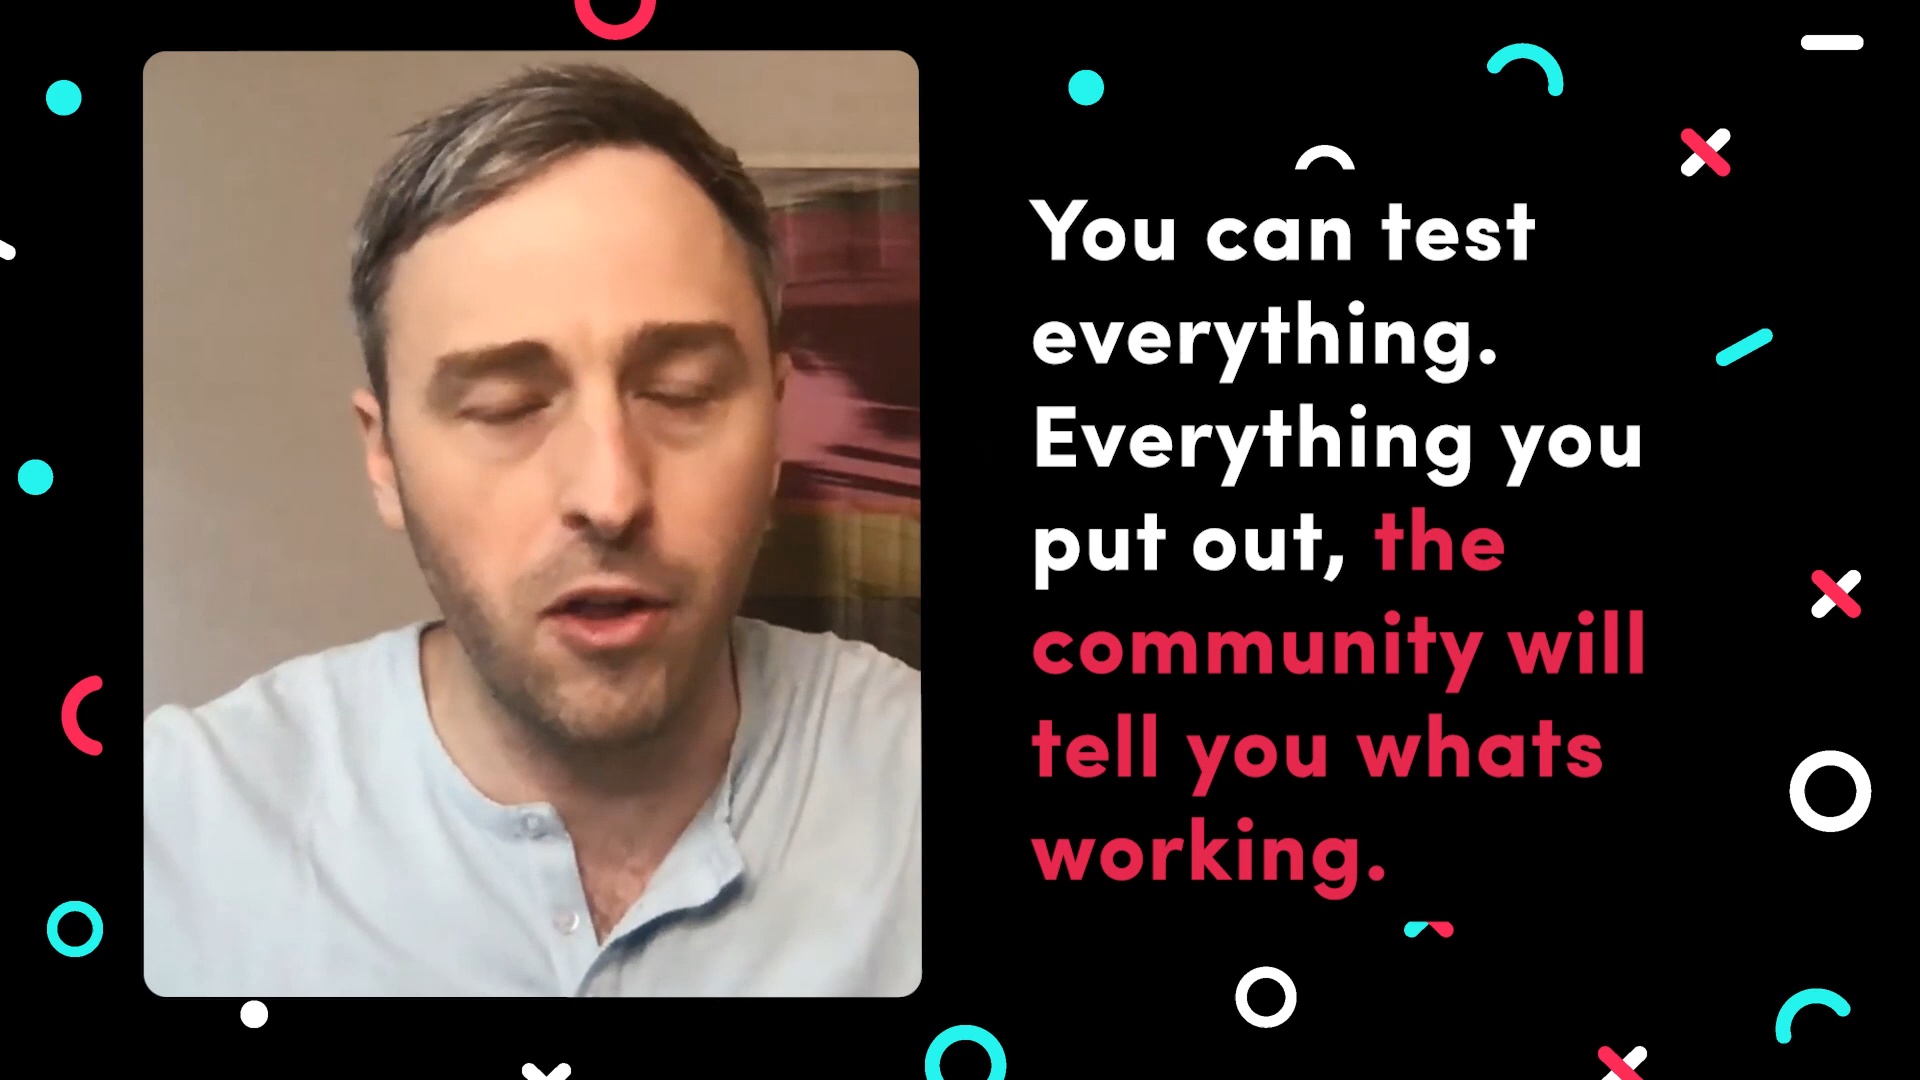 You can test
everything.
Everything you
put out, the
community will
tell you whats
working.